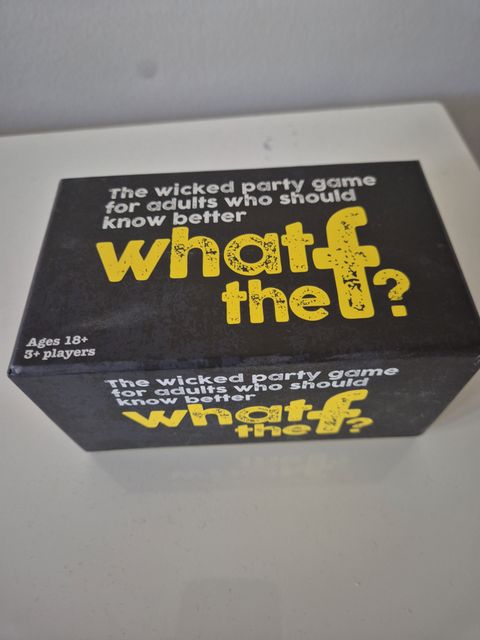 The wicked party game
for adults who should
know better
what
the f?
Ages 18+
3+ players
The wicked party game
for adults who should
know better
what
the f?